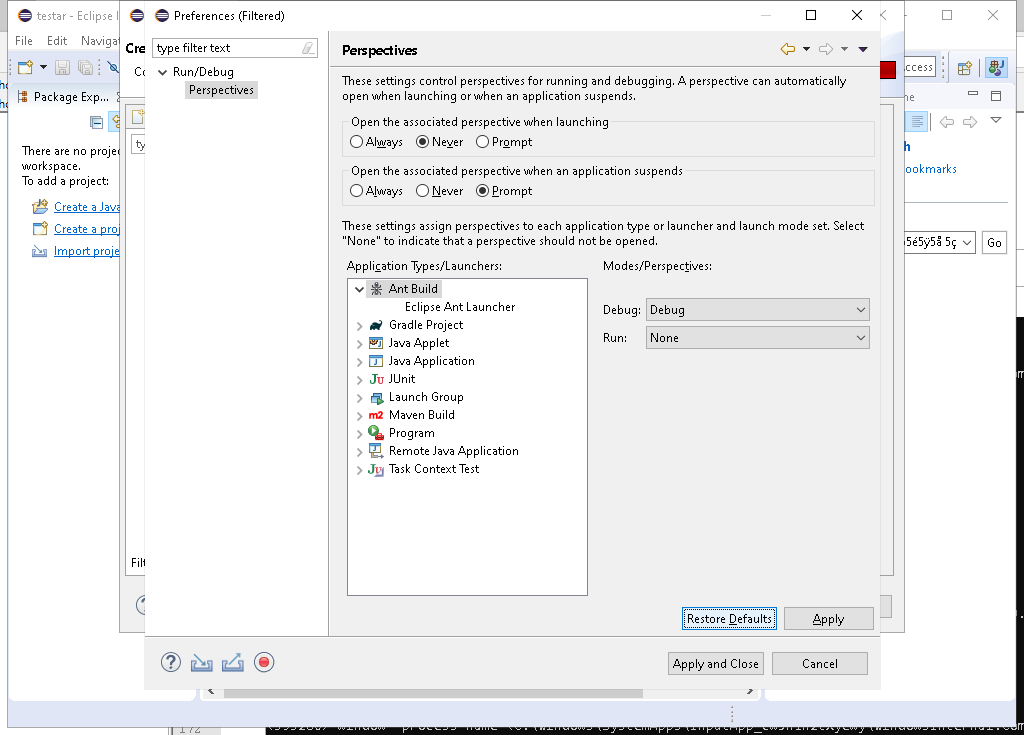 testar - Eclipse
Preferences (Filtered)
File Edit Naviga
Cre
type filter text
Perspectives
Run/Debug
Perspectives
These settings control perspectives for running and debugging. A perspective can automatically
open when launching or when an application suspends.
Package Exp...
Open the associated perspective when launching
Always Never Prompt
Open the associated perspective when an application suspends
Always Never Prompt
There are no proje
workspace.
To add a project:
Create a Java
Create a proj
Import proje
These settings assign perspectives to each application type or launcher and launch mode set. Select
"None" to indicate that a perspective should not be opened.
Application Types/Launchers: Modes/Perspectives:
Ant Build
Eclipse Ant Launcher
Gradle Project
Java Applet
Java Application
JUnit
Launch Group
Maven Build
Program
Remote Java Application
Task Context Test
Debug: Debug
Run: None
ookmarks
Go
Filt
Restore Defaults Apply
Apply and Close Cancel
172